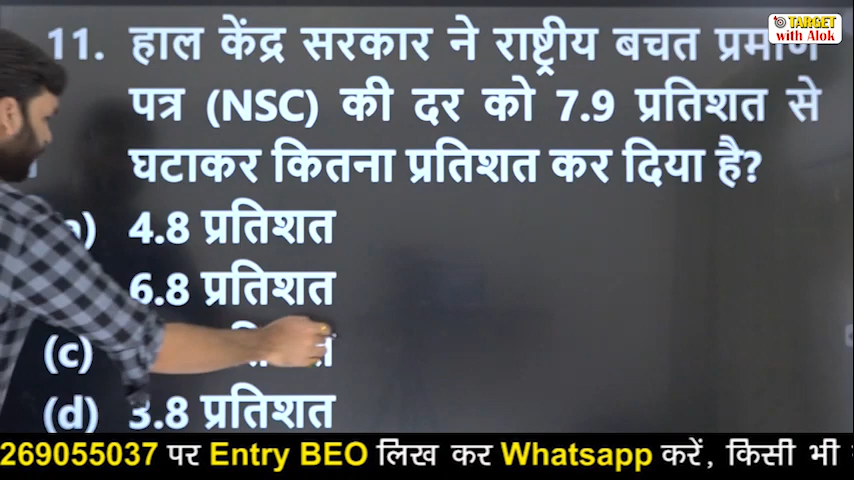 TARGET
with Alok
11. हाल केंद्र सरकार ने राष्ट्रीय बचत प्रमाण
पत्र (NSC) की दर को 7.9 प्रतिशत से
घटाकर कितना प्रतिशत कर दिया है?
4.8 प्रतिशत
6.8 प्रतिशत
(c)
(d) 3.8 प्रतिशत
269055037 पर Entry BEO लिख कर Whatsapp करें, किसी भी